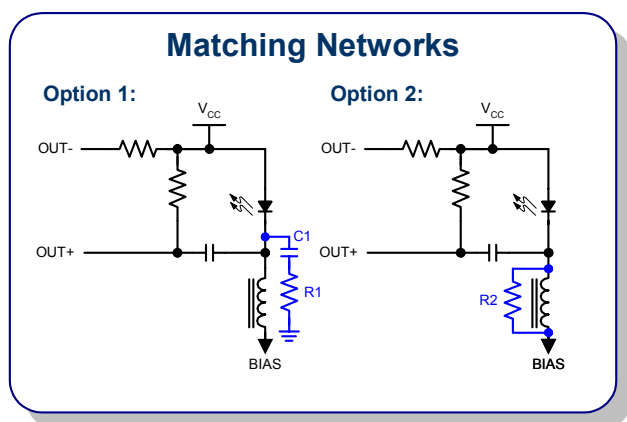 Matching Networks
Option 1:
Option 2:
VCC
VCC
OUT-
OUT-
C1
OUT+
OUT+
R1
R2
BIAS
BIAS